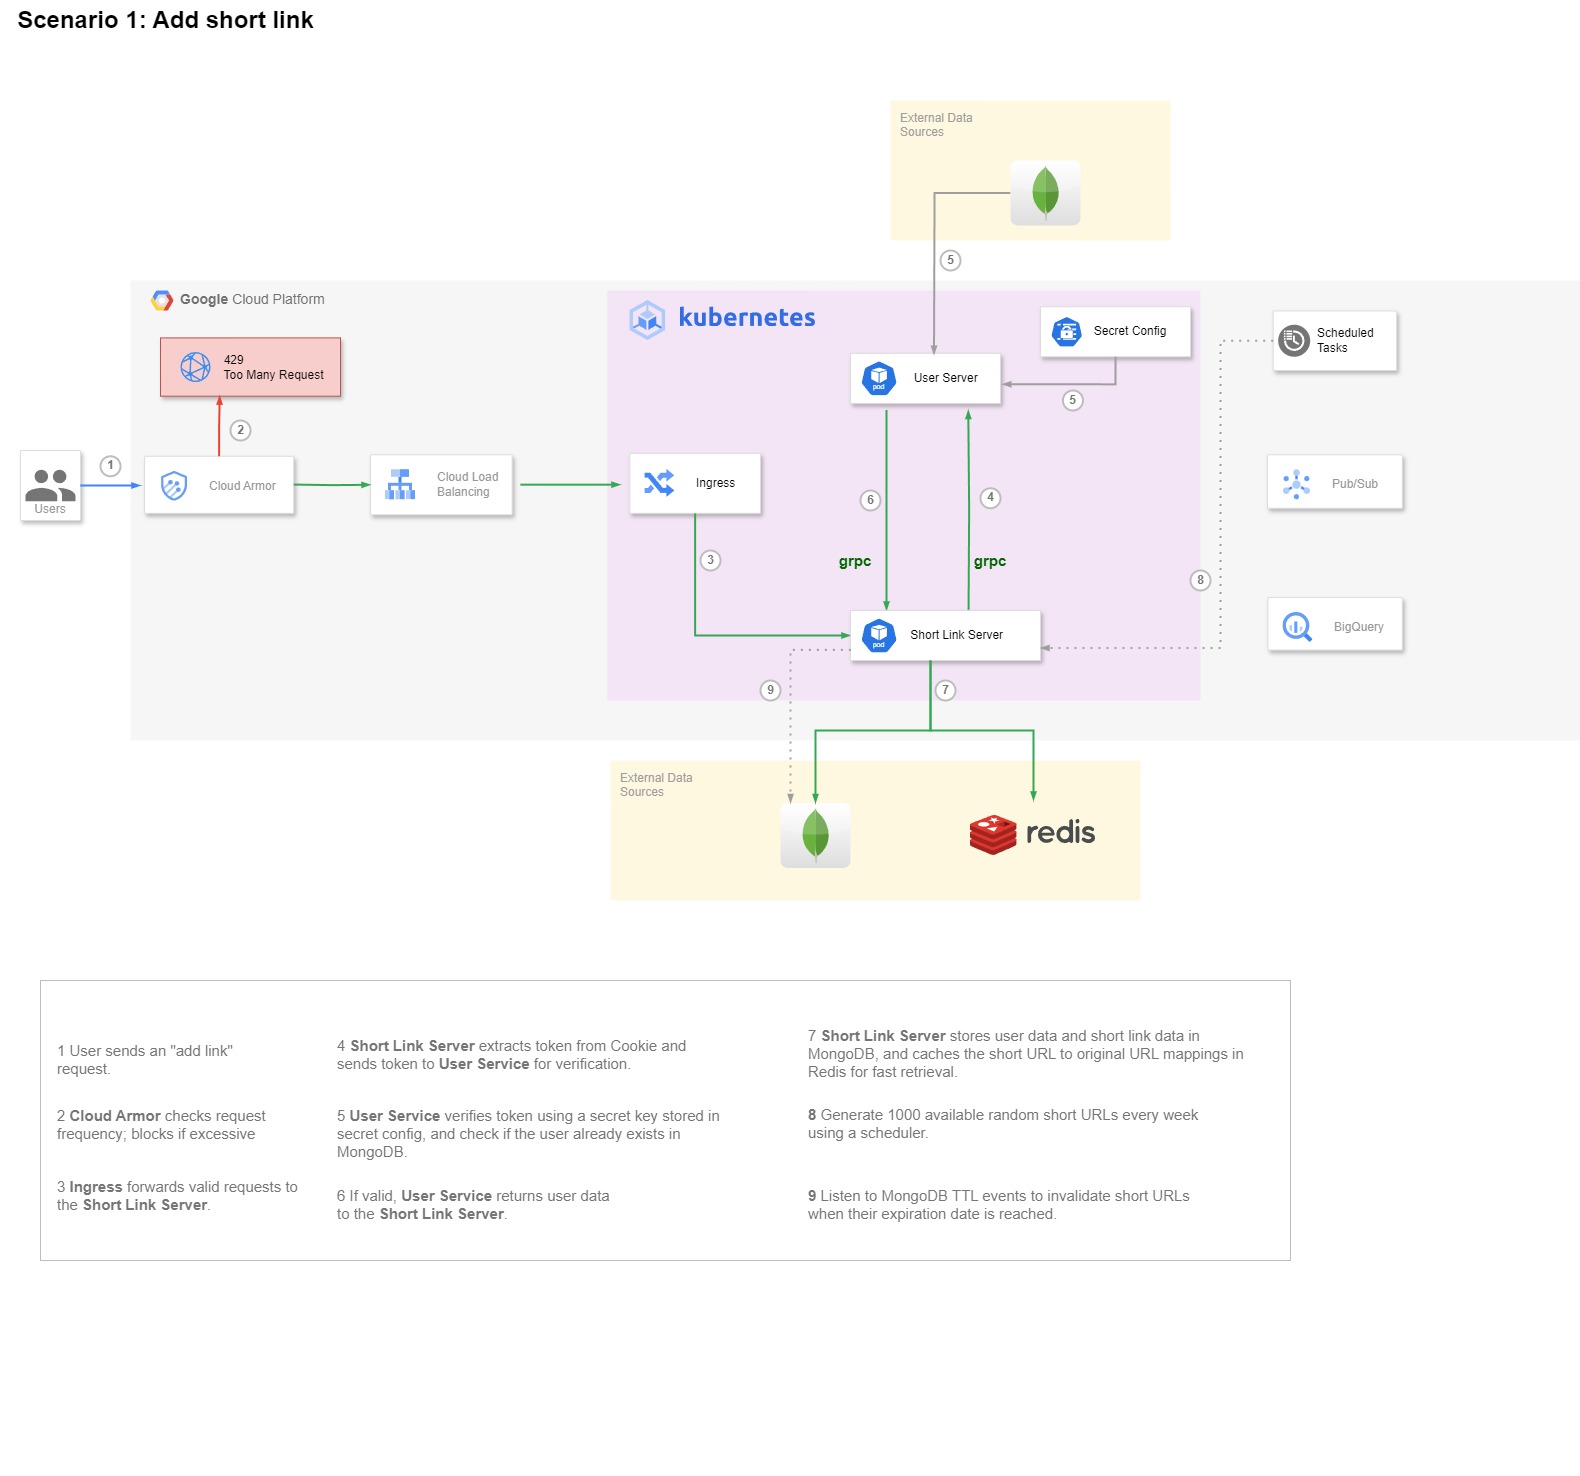 Scenario 1: Add short link
External Data
Sources
5
Google Cloud Platform
kubernetes
Secret Config
Scheduled
Tasks
429
Too Many Request
pod
User Server
5
2
1
Users
Cloud Armor
Cloud Load
Balancing
Ingress
6
4
Pub/Sub
3
grpc
grpc
8
pod
Short Link Server
BigQuery
9
7
External Data
Sources
redis
1 User sends an "add link"
request.
2 Cloud Armor checks request
frequency; blocks if excessive
3 Ingress forwards valid requests to
the Short Link Server.
4 Short Link Server extracts token from Cookie and
sends token to User Service for verification.
5 User Service verifies token using a secret key stored in
secret config, and check if the user already exists in
MongoDB.
6 If valid, User Service returns user data
to the Short Link Server.
7 Short Link Server stores user data and short link data in
MongoDB, and caches the short URL to original URL mappings in
Redis for fast retrieval.
8 Generate 1000 available random short URLs every week
using a scheduler.
9 Listen to MongoDB TTL events to invalidate short URLs
when their expiration date is reached.